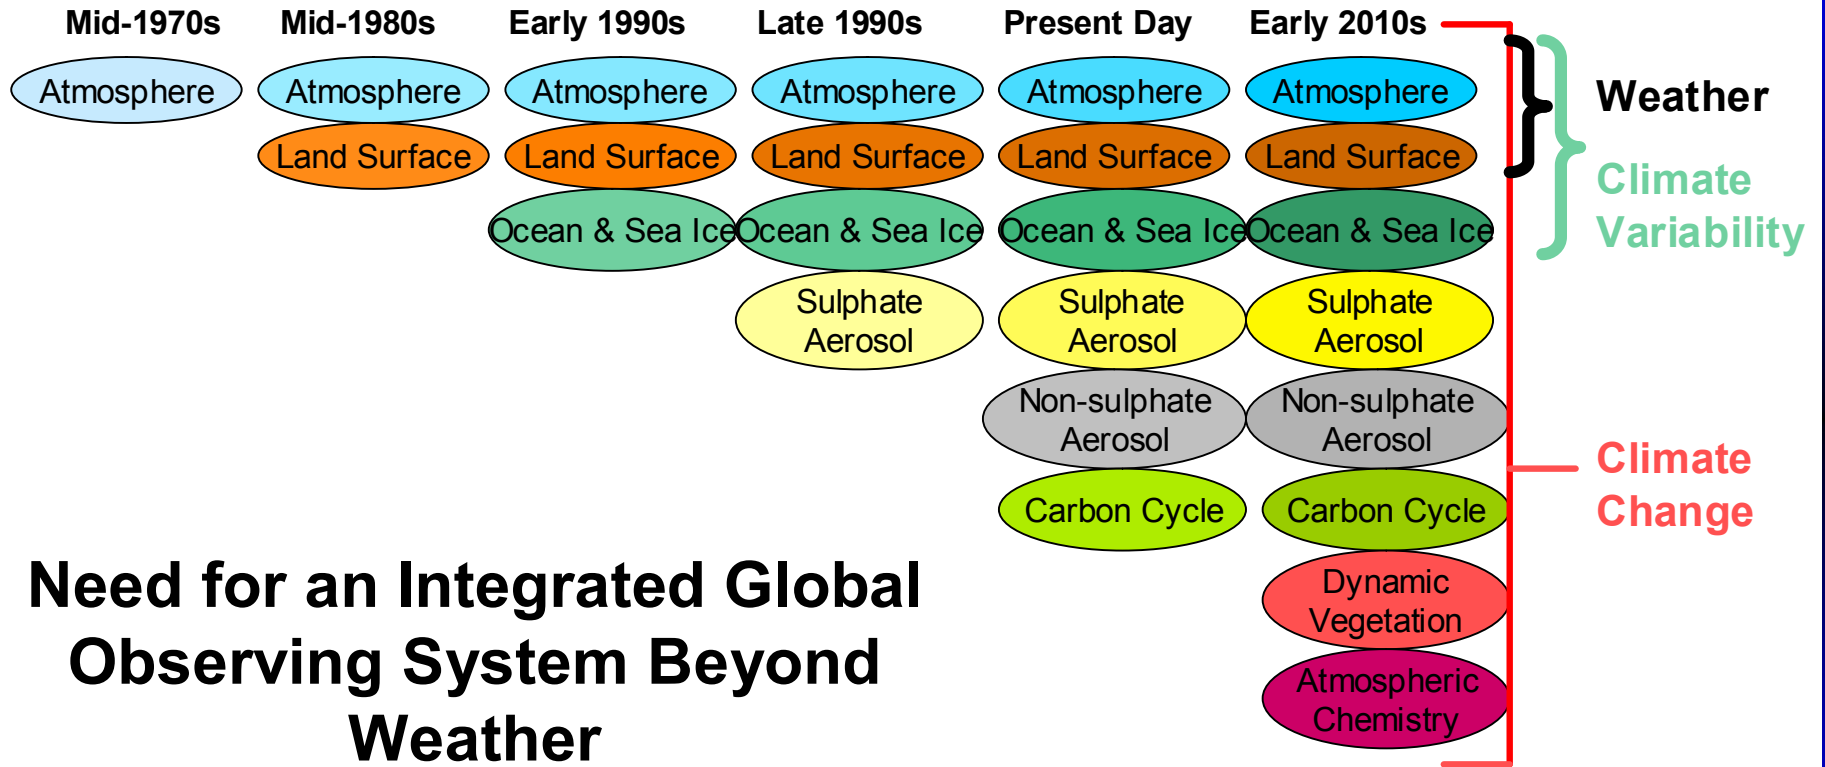 Mid-1970s Mid-1980s Early 1990s Late 1990s Present Day Early 2010s
Atmosphere Atmosphere Atmosphere Atmosphere Atmosphere Atmosphere
Weather
Land Surface Land Surface Land Surface Land Surface Land Surface
Climate
Variability
Ocean & Sea Ice Ocean & Sea Ice Ocean & Sea Ice Ocean & Sea Ice
Sulphate
Aerosol
Sulphate
Aerosol
Sulphate
Aerosol
Non-sulphate
Aerosol
Non-sulphate
Aerosol
Climate
Change
Carbon Cycle Carbon Cycle
Dynamic
Vegetation
Atmospheric
Chemistry
Need for an Integrated Global
Observing System Beyond
Weather